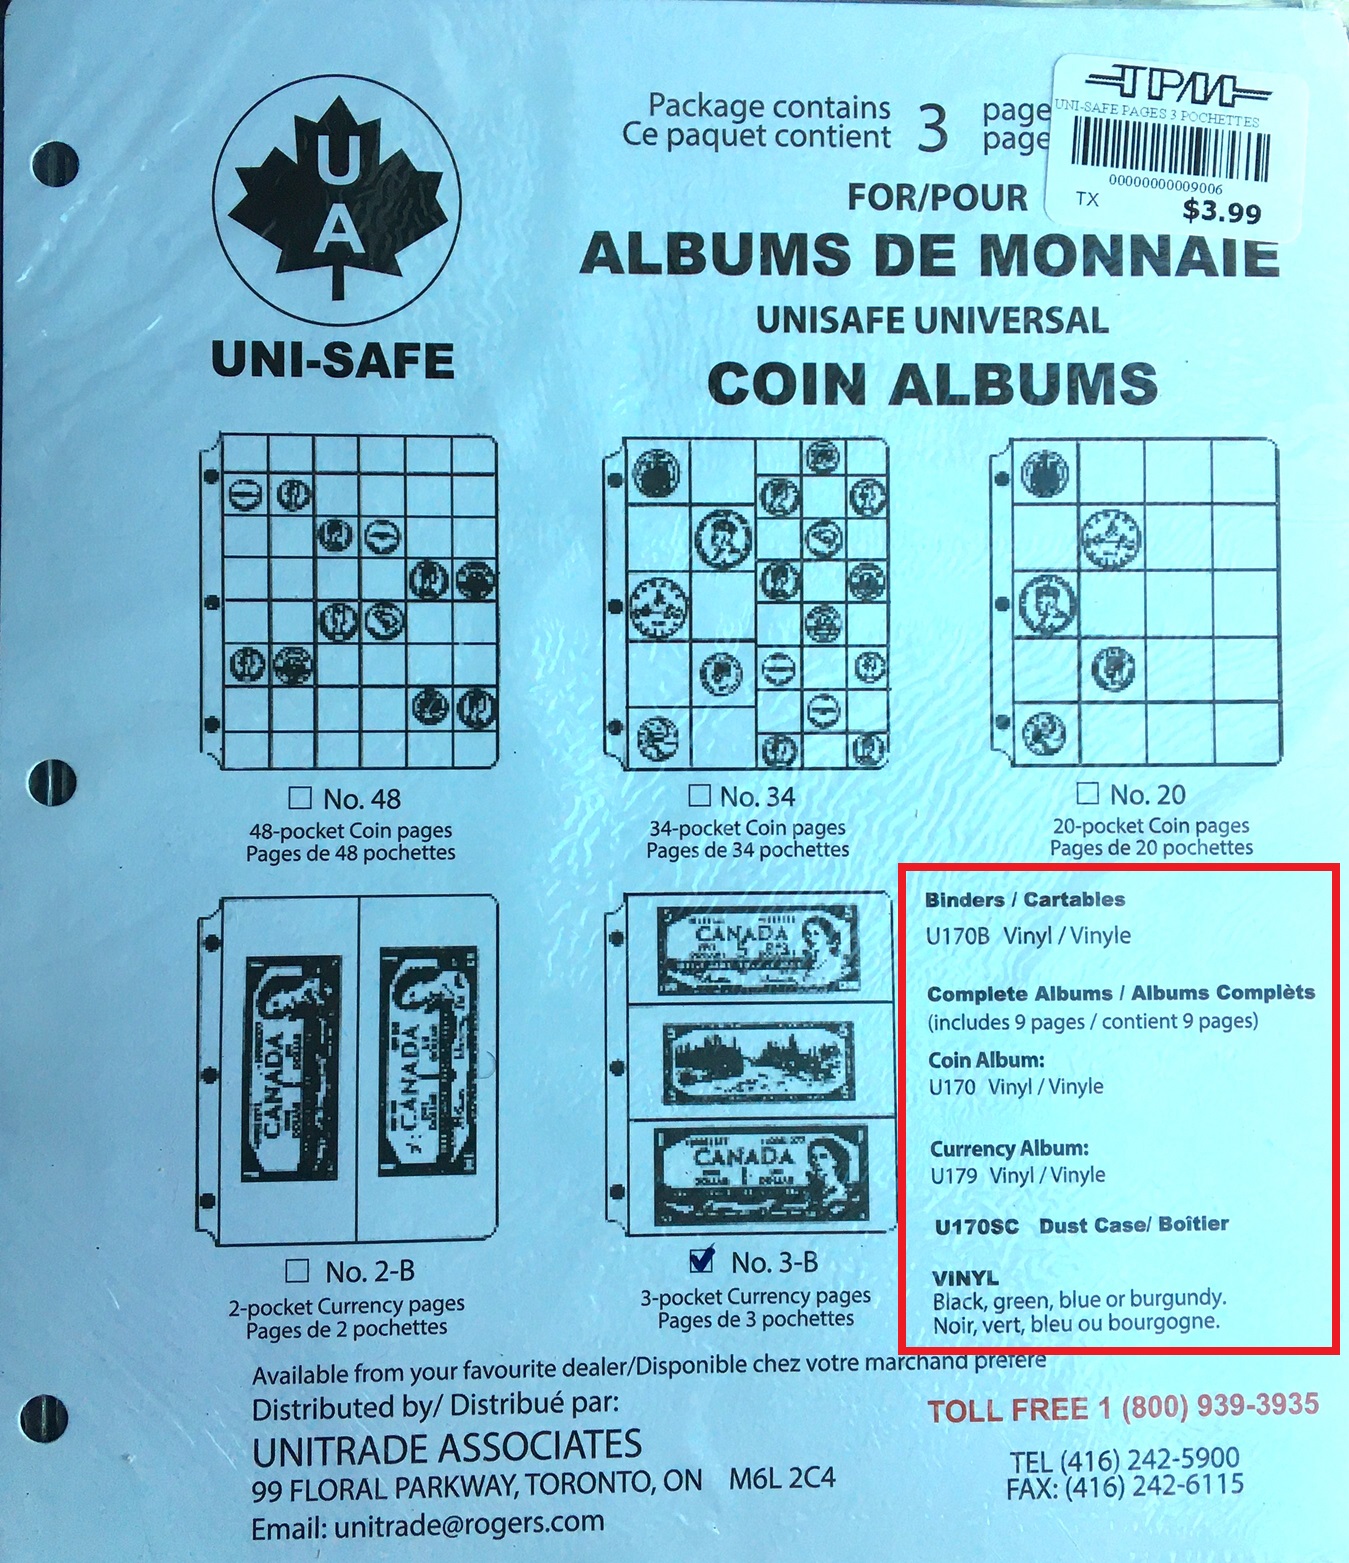 U
A
UNI-SAFE
Package contains 3 page
Ce paquet contient page
TPM
UNI-SAFE PAGES 3 POCHETTES
00000000009006
TX $3.99
FOR/POUR
ALBUMS DE MONNAIE
UNISAFE UNIVERSAL
COIN ALBUMS
No. 48
48-pocket Coin pages
Pages de 48 pochettes
No. 34
34-pocket Coin pages
Pages de 34 pochettes
No. 20
20-pocket Coin pages
Pages de 20 pochettes
CANADA
CANADA
No. 2-B
2-pocket Currency pages
Pages de 2 pochettes
CANADA
CANADA
No. 3-B
3-pocket Currency pages
Pages de 3 pochettes
Binders / Cartables
U170B Vinyl / Vinyle
Complete Albums / Albums Complèts
(includes 9 pages / contient 9 pages)
Coin Album:
U170 Vinyl / Vinyle
Currency Album:
U179 Vinyl / Vinyle
U170SC Dust Case/ Boîtier
VINYL
Black, green, blue or burgundy.
Noir, vert, bleu ou bourgogne.
Available from your favourite dealer/Disponible chez votre marchand préféré
Distributed by/ Distribué par:
UNITRADE ASSOCIATES
99 FLORAL PARKWAY, TORONTO, ON M6L 2C4
Email: unitrade@rogers.com
TOLL FREE 1 (800) 939-3935
TEL (416) 242-5900
FAX: (416) 242-6115